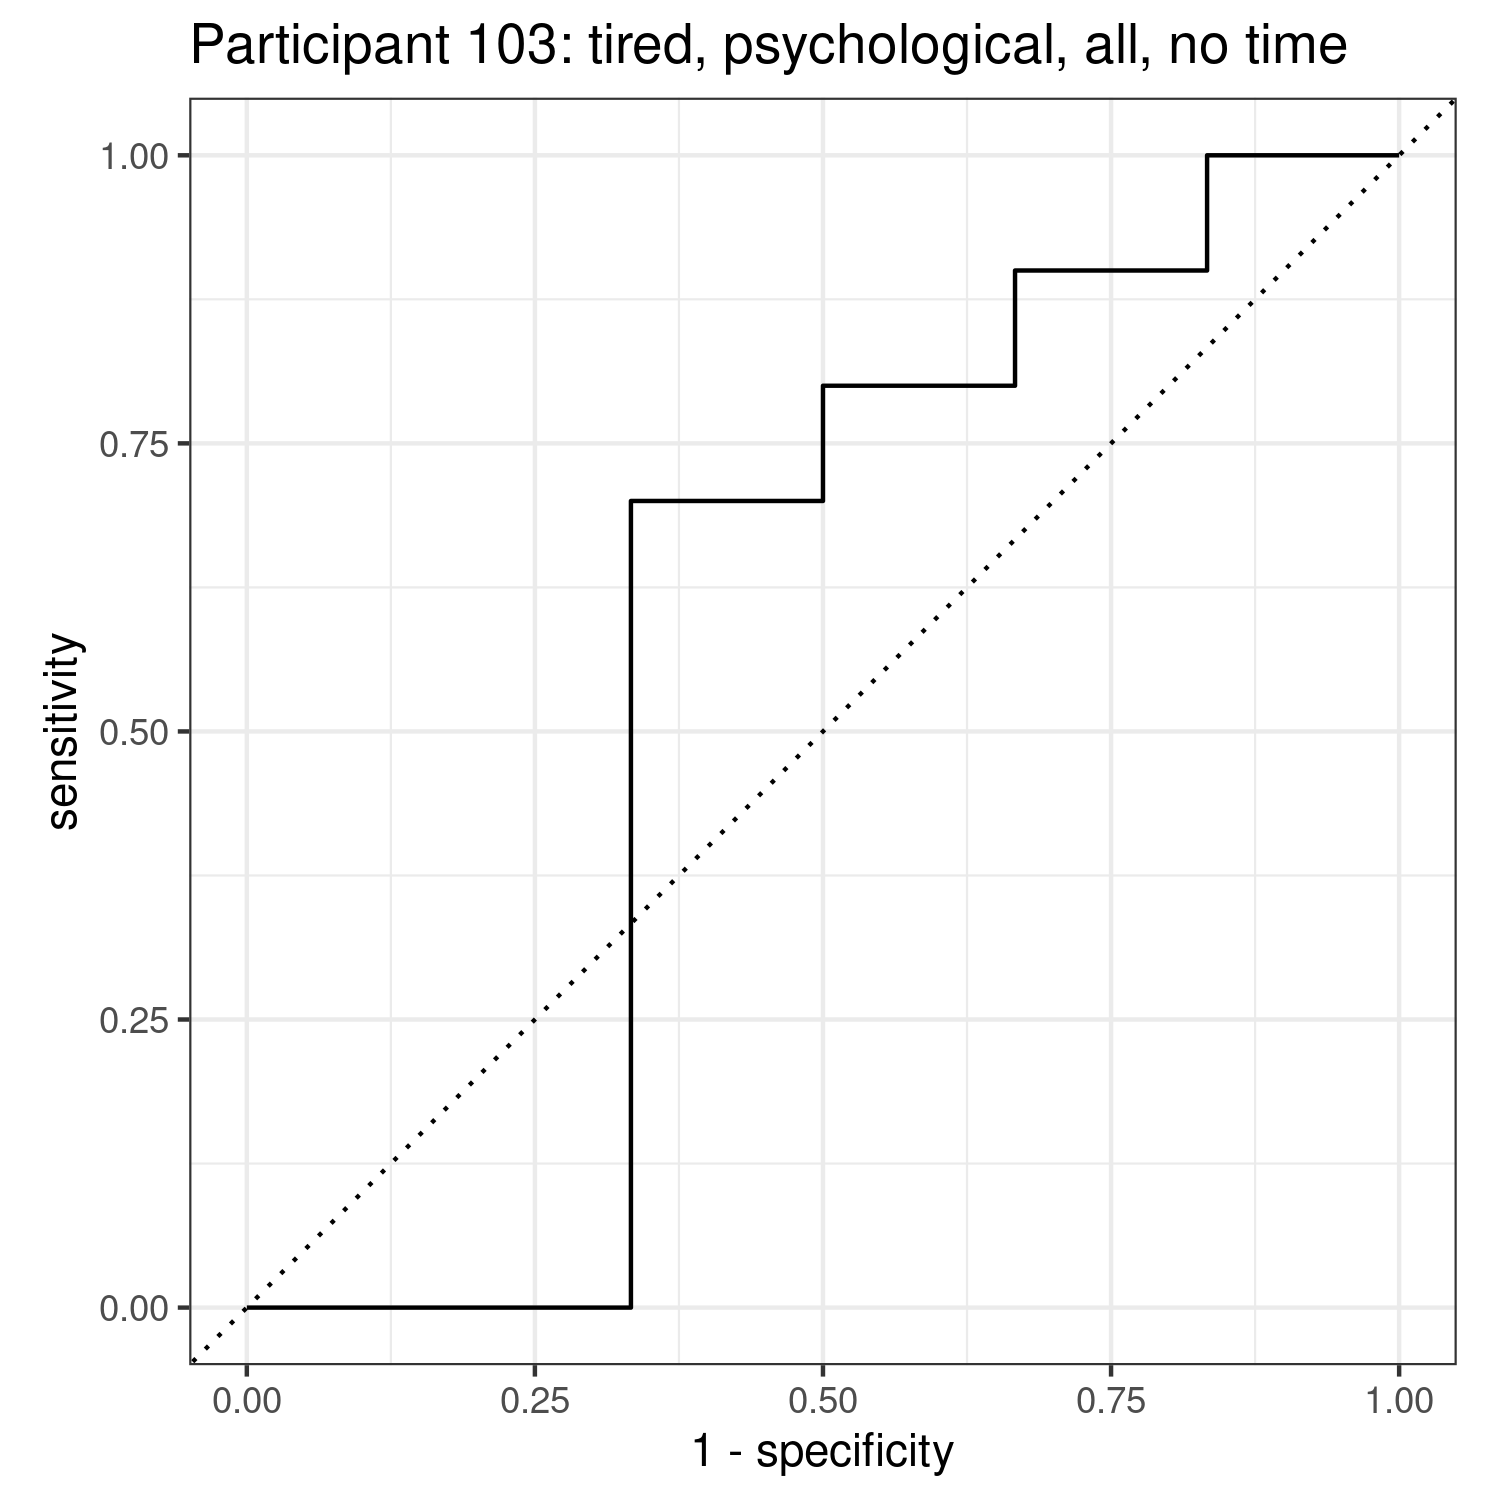 Participant 103: tired, psychological, all, no time
1.00
0.75
0.50
0.25
0.00
sensitivity
0.00 0.25 0.50 0.75 1.00
1 - specificity